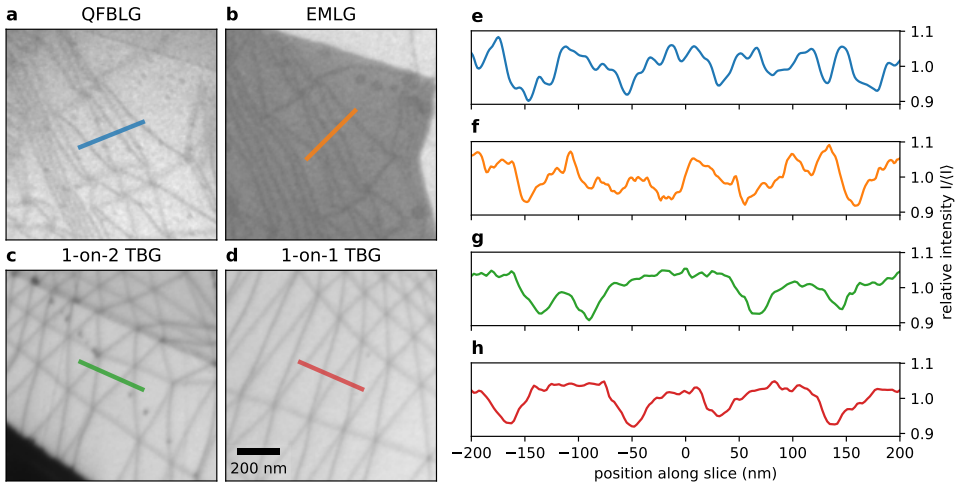 a QFBLG
b EMLG
c 1-on-2 TBG
d 1-on-1 TBG
200 nm
e
1.1
1.0
0.9
f
1.1
1.0
0.9
g
1.1
1.0
0.9
h
1.1
1.0
0.9
−200 −150 −100 −50 0 50 100 150 200
position along slice (nm)
relative intensity I/⟨I⟩